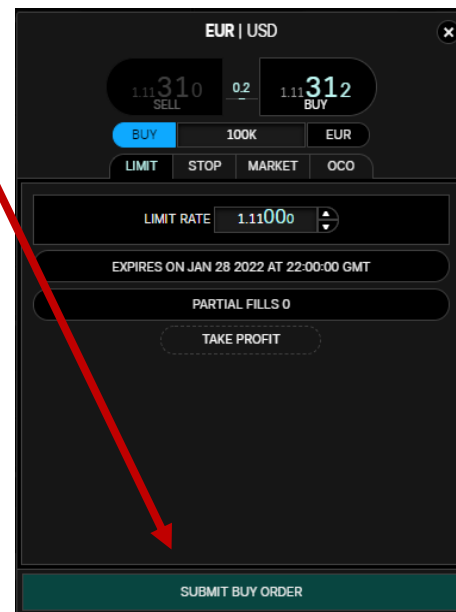 EUR | USD
1.11310 0.2 1.11312
SELL BUY
BUY 100K EUR
LIMIT STOP MARKET OCO
LIMIT RATE 1.11000
EXPIRES ON JAN 28 2022 AT 22:00:00 GMT
PARTIAL FILLS 0
TAKE PROFIT
SUBMIT BUY ORDER